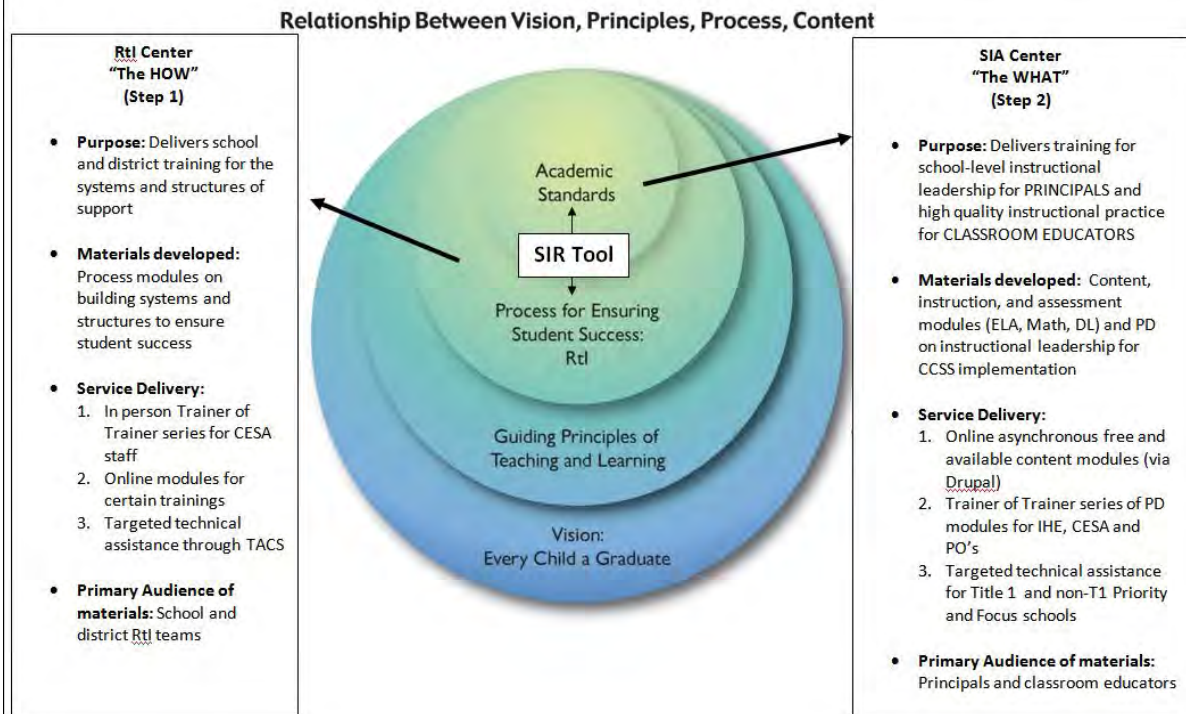 Relationship Between Vision, Principles, Process, Content
RtI Center
“The HOW”
(Step 1)
• Purpose: Delivers school
and district training for the
systems and structures of
support
• Materials developed:
Process modules on
building systems and
structures to ensure
student success
• Service Delivery:
1. In person Trainer of
Trainer series for CESA
staff
2. Online modules for
certain trainings
3. Targeted technical
assistance through TACS
• Primary Audience of
materials: School and
district RtI teams
Academic
Standards
SIR Tool
Process for Ensuring
Student Success:
RtI
Guiding Principles of
Teaching and Learning
Vision:
Every Child a Graduate
SIA Center
“The WHAT”
(Step 2)
• Purpose: Delivers training for
school-level instructional
leadership for PRINCIPALS and
high quality instructional practice
for CLASSROOM EDUCATORS
• Materials developed: Content,
instruction, and assessment
modules (ELA, Math, DL) and PD
on instructional leadership for
CCSS implementation
• Service Delivery:
1. Online asynchronous free and
available content modules (via
Drupal)
2. Trainer of Trainer series of PD
modules for IHE, CESA and
PO’s
3. Targeted technical assistance
for Title 1 and non-T1 Priority
and Focus schools
• Primary Audience of materials:
Principals and classroom educators